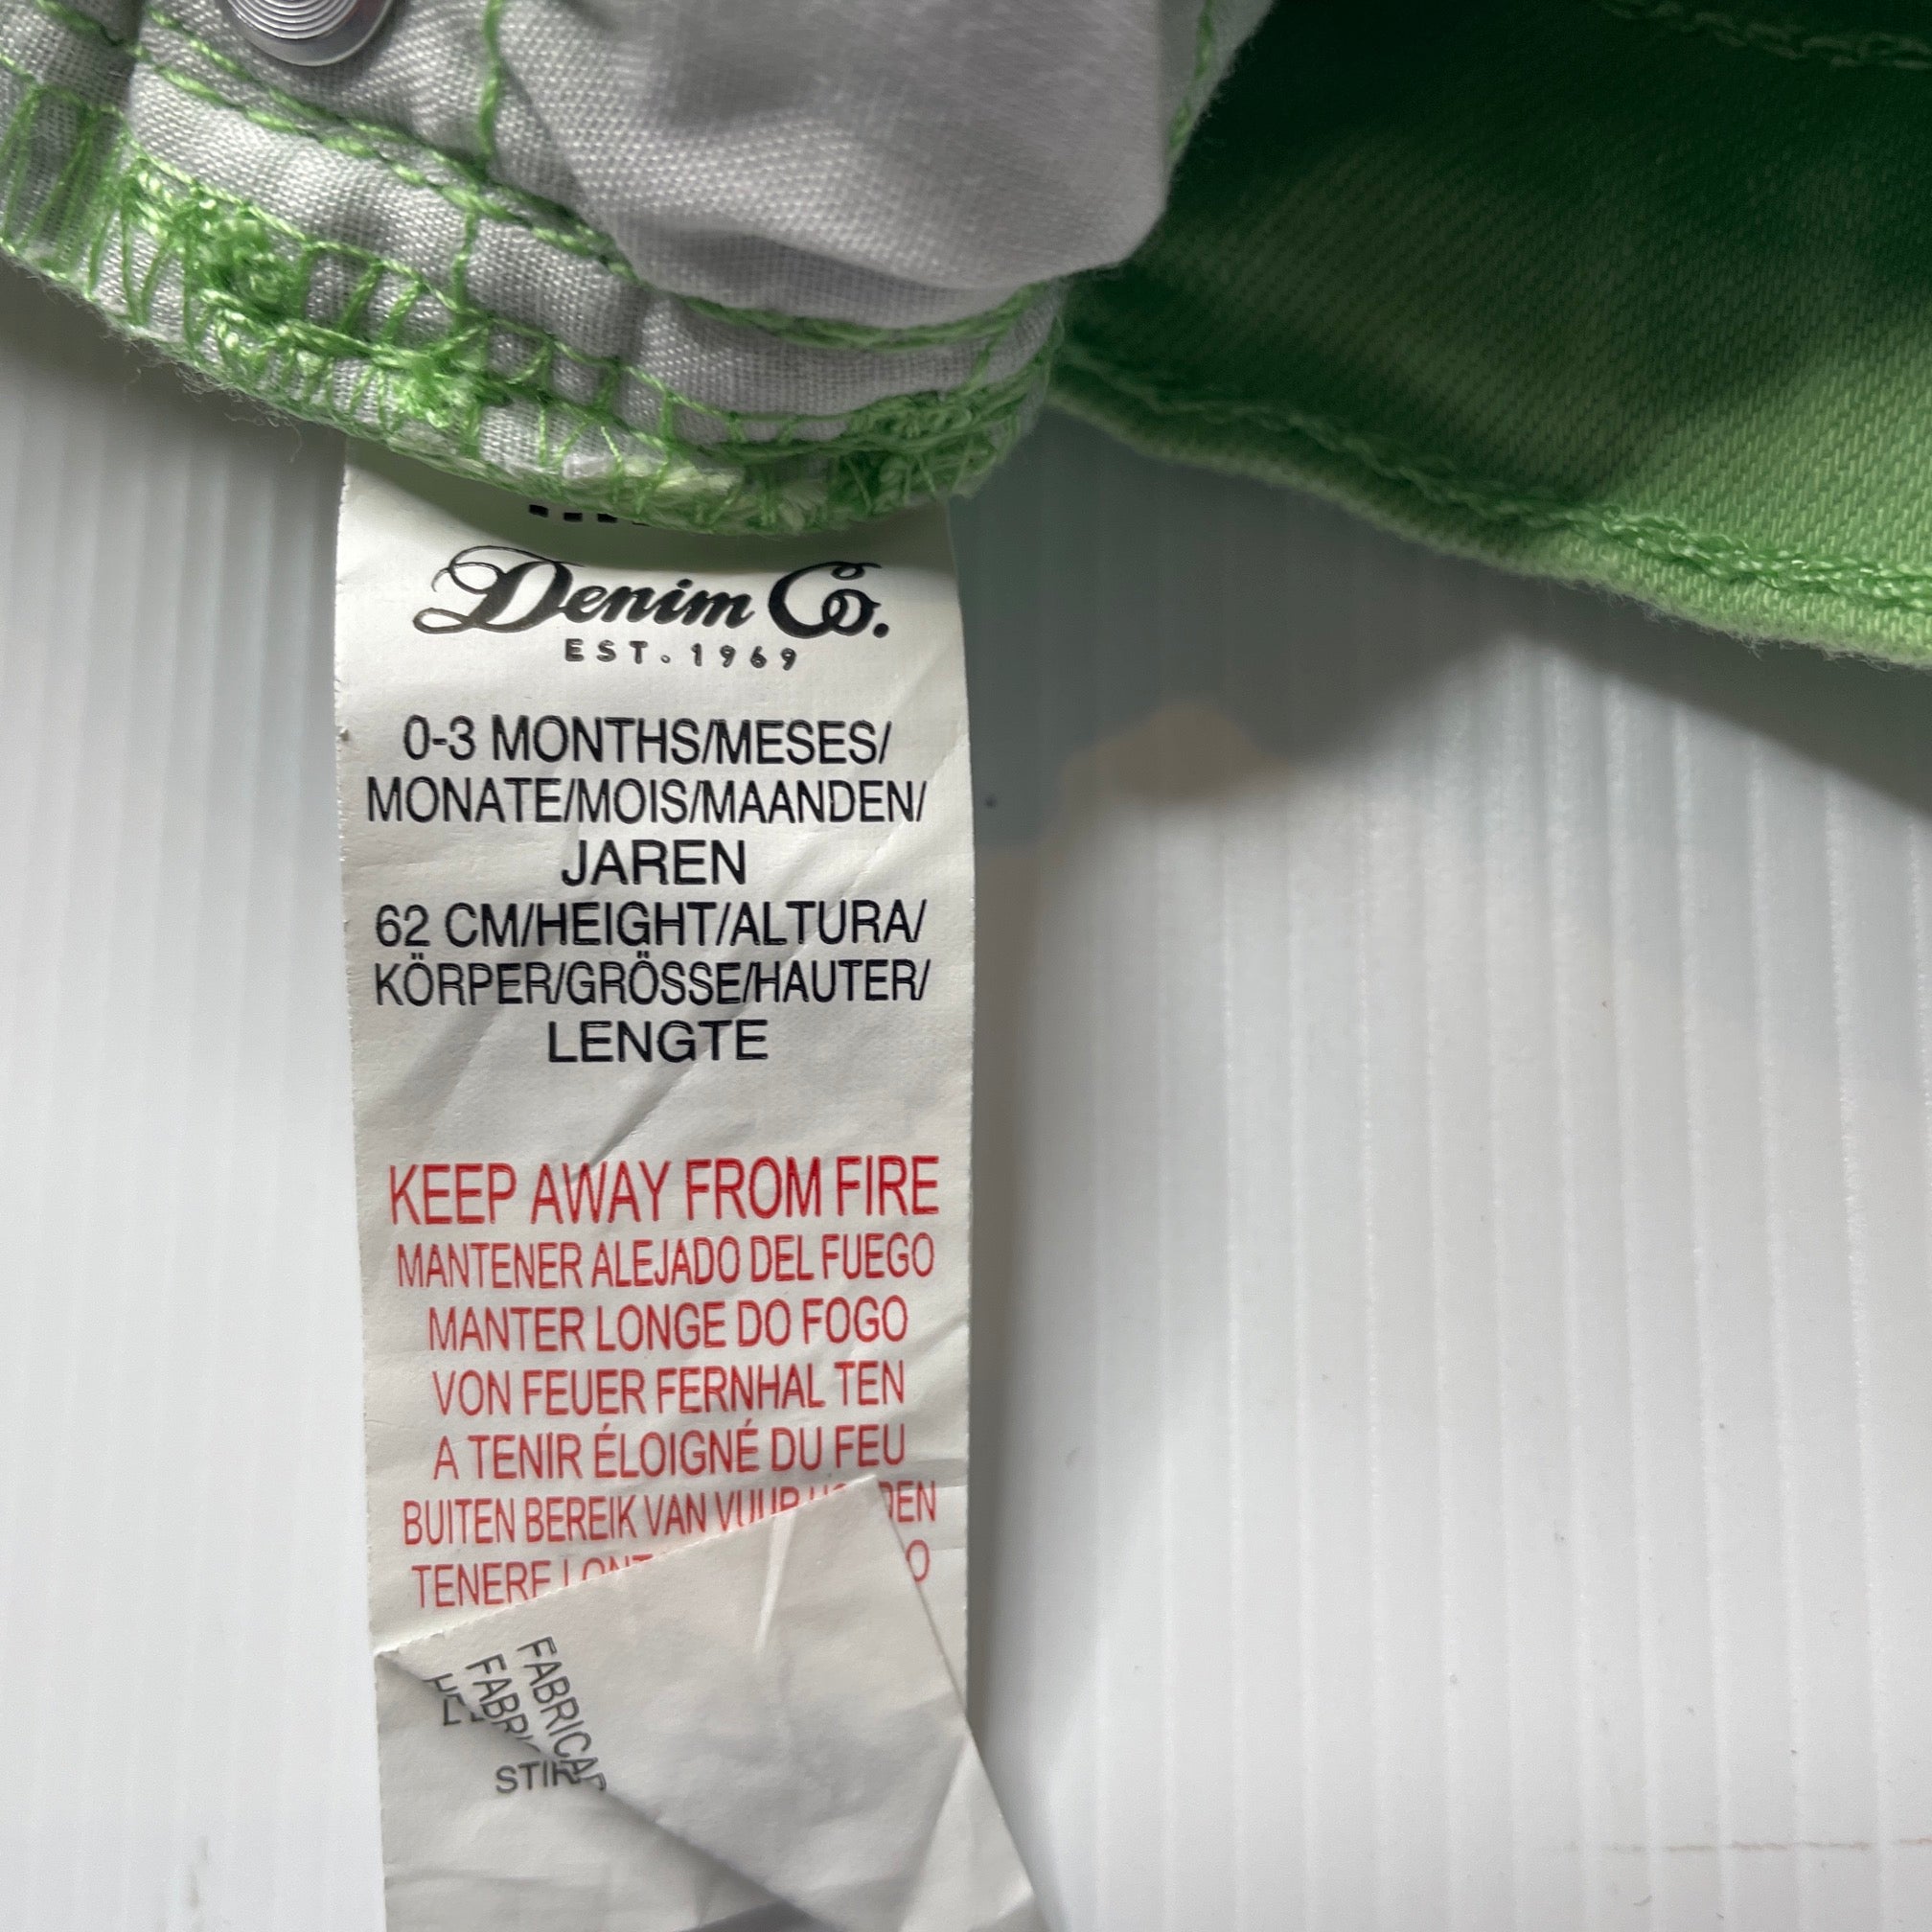 Denim Co.
EST. 1969
0-3 MONTHS/MESES/
MONATE/MOIS/MAANDEN/
JAREN
62 CM/HEIGHT/ALTURA/
KÖRPER/GRÖSSE/HAUTER/
LENGTE
KEEP AWAY FROM FIRE
MANTENER ALEJADO DEL FUEGO
MANTER LONGE DO FOGO
VON FEUER FERNHAL TEN
A TENIR ÉLOIGNÉ DU FEU
BUITEN BEREIK VAN
TENERE